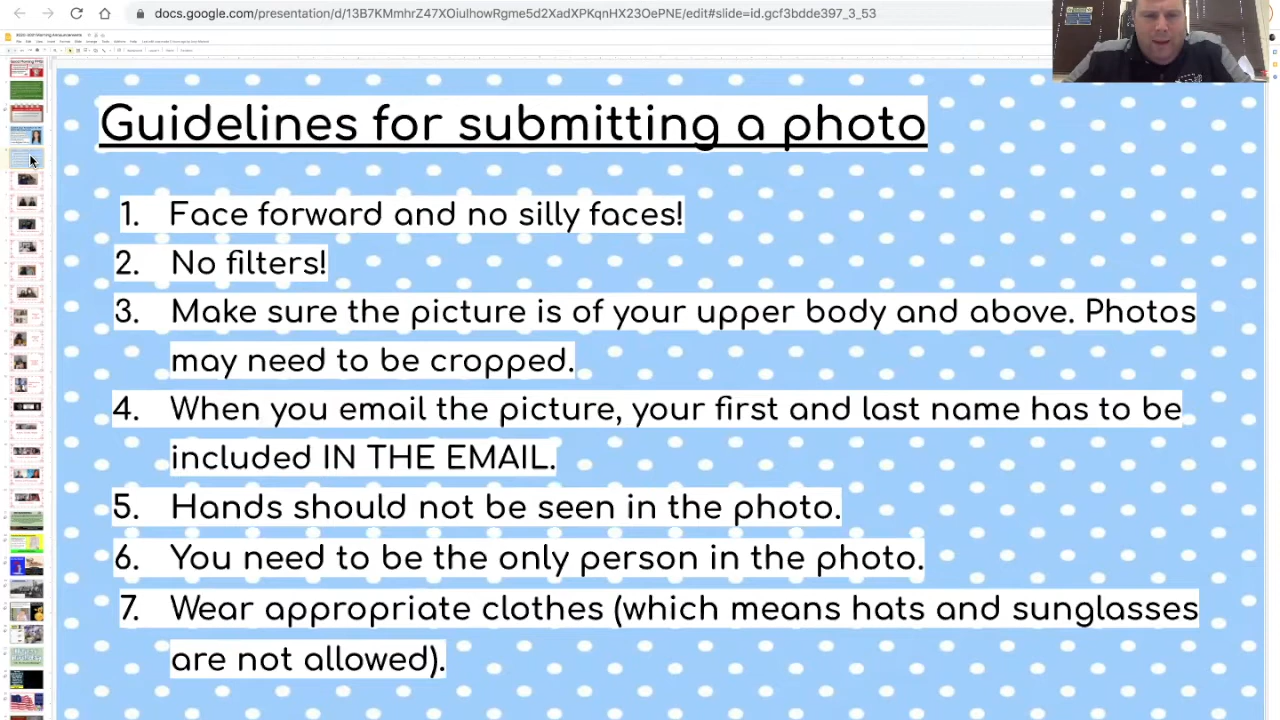 docs.google.com/presentation/d/13B7KMmhrZ47XOiulhowRgme5d2XadXPKqnHX23OePNE/edit#slide=id.gcf3bdde397_3_53
Guidelines for submitting a photo
1. Face forward and no silly faces!
2. No filters!
3. Make sure the picture is of your upper body and above. Photos
may need to be cropped.
4. When you email the picture, your first and last name has to be
included IN THE EMAIL.
5. Hands should not be seen in the photo.
6. You need to be the only person in the photo.
7. Wear appropriate clothes (which means hats and sunglasses
are not allowed).